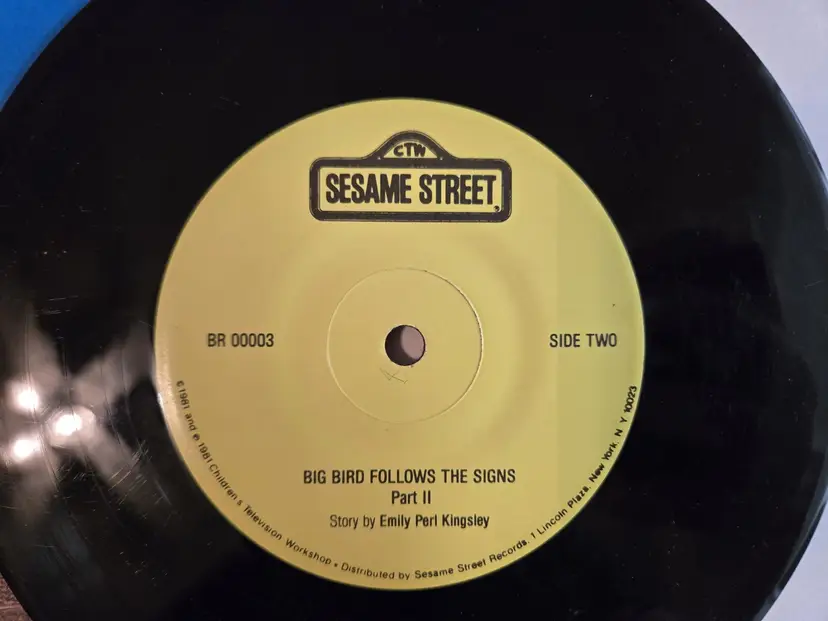 CTW
SESAME STREET
BR 00003
SIDE TWO
BIG BIRD FOLLOWS THE SIGNS
Part II
Story by Emily Perl Kingsley
© 1981 and ℗ 1981 Children's Television Workshop • Distributed by Sesame Street Records, 1 Lincoln Plaza, New York, N Y 10023